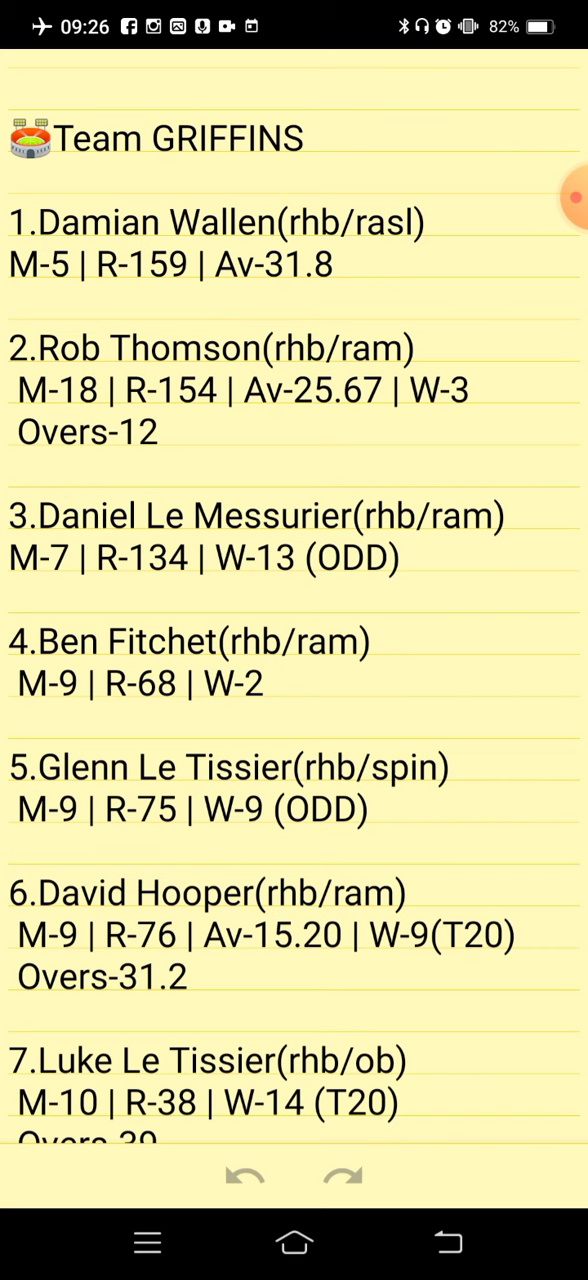 09:26
82%
Team GRIFFINS
1.Damian Wallen(rhb/rasl)
M-5 | R-159 | Av-31.8
2.Rob Thomson(rhb/ram)
M-18 | R-154 | Av-25.67 | W-3
Overs-12
3.Daniel Le Messurier(rhb/ram)
M-7 | R-134 | W-13 (ODD)
4.Ben Fitchet(rhb/ram)
M-9 | R-68 | W-2
5.Glenn Le Tissier(rhb/spin)
M-9 | R-75 | W-9 (ODD)
6.David Hooper(rhb/ram)
M-9 | R-76 | Av-15.20 | W-9(T20)
Overs-31.2
7.Luke Le Tissier(rhb/ob)
M-10 | R-38 | W-14 (T20)
Overs-39